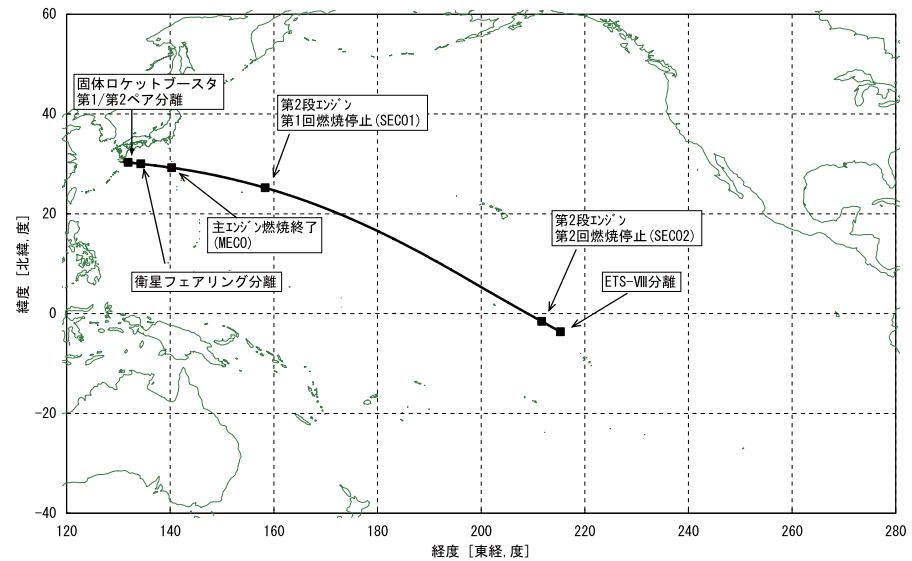 60
40
20
0
-20
-40
120
140
160
180
200
220
240
260
280
緯度 [北緯,度]
経度 [東経,度]
固体ロケットブースタ
第1/第2ペア分離
第2段ｴﾝｼﾞﾝ
第1回燃焼停止(SECO1)
主ｴﾝｼﾞﾝ燃焼終了
(MECO)
衛星フェアリング分離
第2段ｴﾝｼﾞﾝ
第2回燃焼停止(SECO2)
ETS-Ⅷ分離